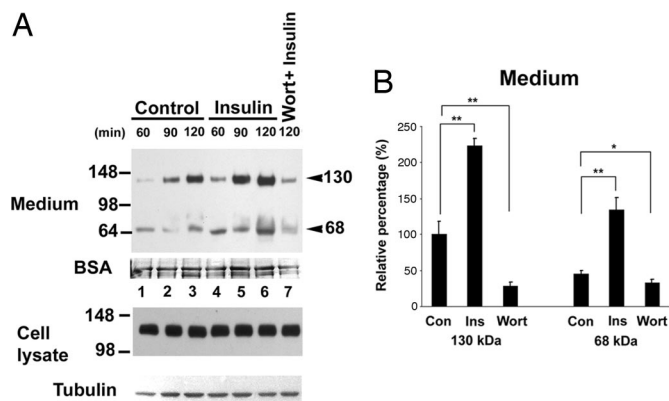 A
Control
Insulin
Wort+ Insulin
(min) 60 90 120 60 90 120 120
148
98
64
Medium
130
68
BSA
1 2 3 4 5 6 7
148
98
Cell
lysate
Tubulin
B
Medium
Relative percentage (%)
250
200
150
100
50
0
**
**
*
**
Con Ins Wort Con Ins Wort
130 kDa 68 kDa